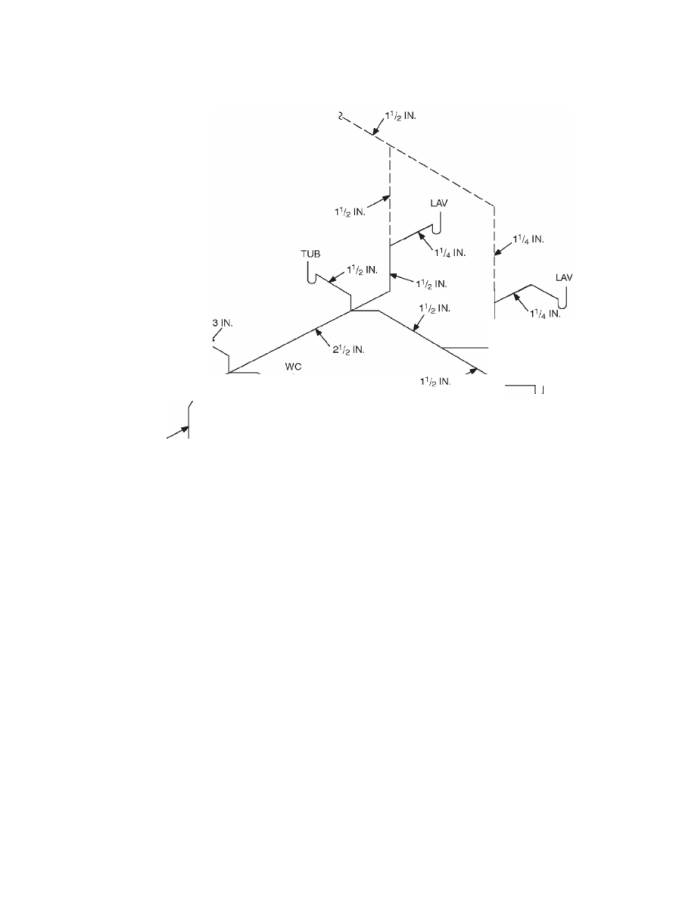 1 1/2 IN.
LAV
1 1/2 IN.
1 1/4 IN.
1 1/4 IN.
TUB
1 1/2 IN.
LAV
1 1/2 IN.
1 1/2 IN.
1 1/4 IN.
3 IN.
2 1/2 IN.
WC
1 1/2 IN.